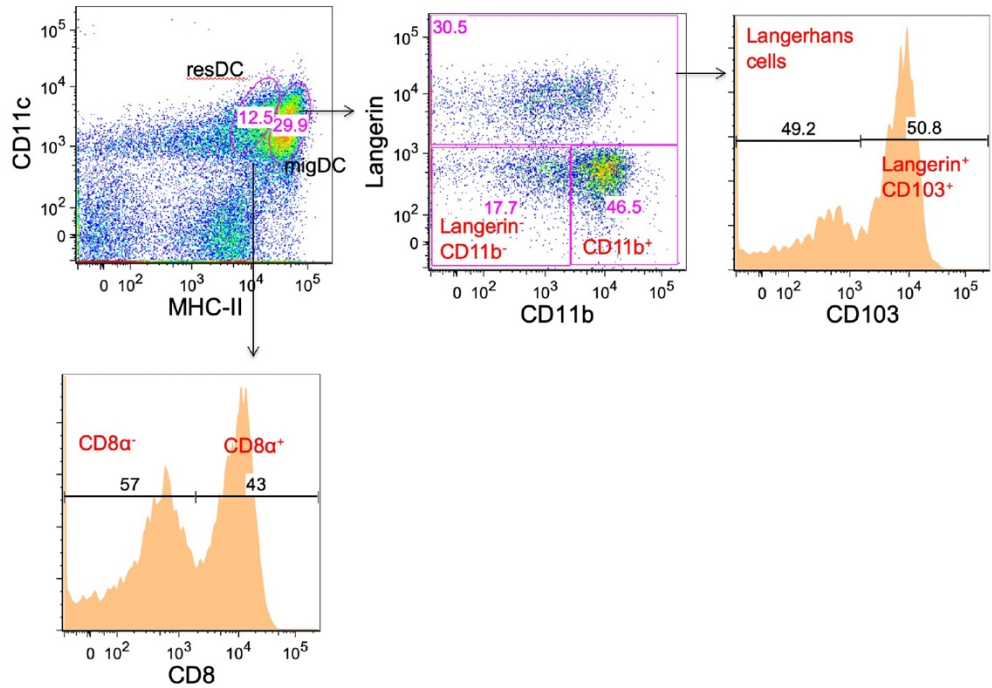 CD11c
10⁵
10⁴
10³
10²
0
resDC
12.5
29.9
migDC
0 10² 10³ 10⁴ 10⁵
MHC-II
Langerin
10⁵
10⁴
10³
10²
0
30.5
17.7
46.5
Langerin⁻
CD11b⁻
CD11b⁺
0 10² 10³ 10⁴ 10⁵
CD11b
Langerhans
cells
49.2
50.8
Langerin⁺
CD103⁺
0 10² 10³ 10⁴ 10⁵
CD103
CD8α⁻
CD8α⁺
57
43
0 10² 10³ 10⁴ 10⁵
CD8